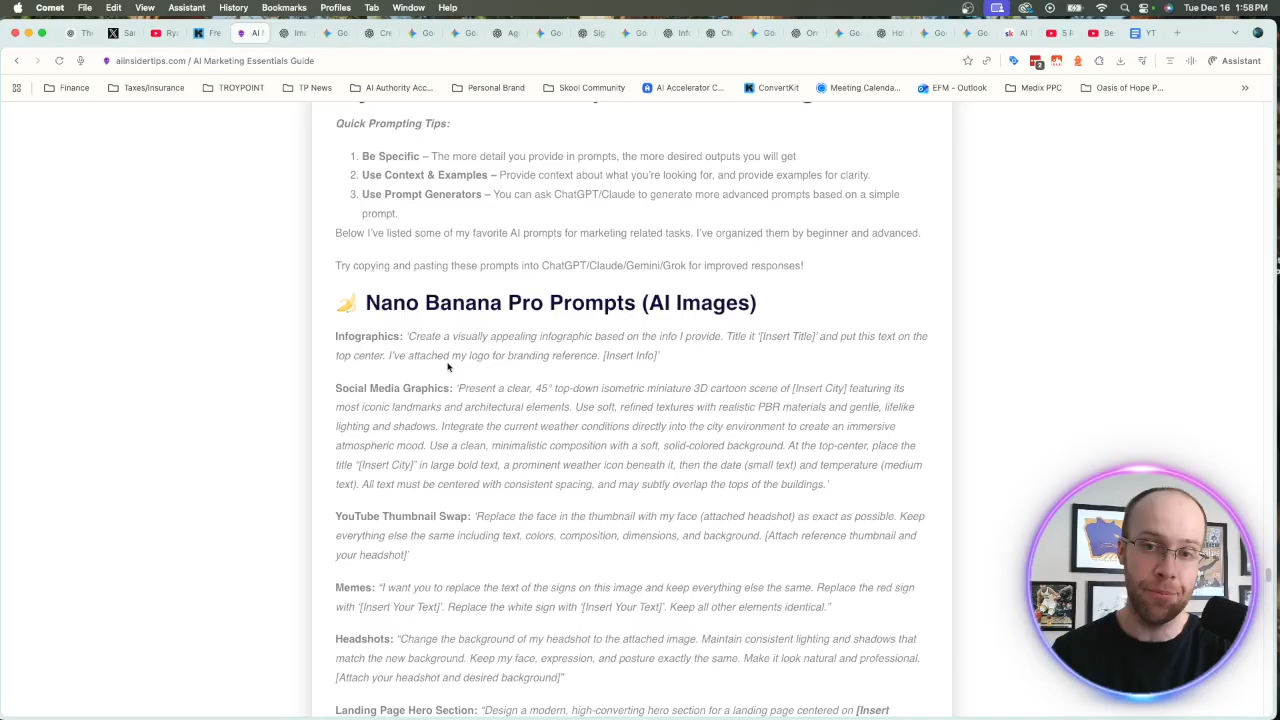 Comet File Edit View Assistant History Bookmarks Profiles Tab Window Help Tue Dec 16 1:58 PM
aiinsidertips.com / AI Marketing Essentials Guide Assistant
Finance Taxes/Insurance TROYPOINT TP News AI Authority Acc... Personal Brand Skool Community AI Accelerator C... ConvertKit Meeting Calenda... EFM - Outlook Medix PPC Oasis of Hope P...
Quick Prompting Tips:
1. Be Specific – The more detail you provide in prompts, the more desired outputs you will get
2. Use Context & Examples – Provide context about what you're looking for, and provide examples for clarity.
3. Use Prompt Generators – You can ask ChatGPT/Claude to generate more advanced prompts based on a simple
prompt.
Below I've listed some of my favorite AI prompts for marketing related tasks. I've organized them by beginner and advanced.
Try copying and pasting these prompts into ChatGPT/Claude/Gemini/Grok for improved responses!
🍌 Nano Banana Pro Prompts (AI Images)
Infographics: 'Create a visually appealing infographic based on the info I provide. Title it '[Insert Title]' and put this text on the
top center. I've attached my logo for branding reference. [Insert Info]'
Social Media Graphics: 'Present a clear, 45° top-down isometric miniature 3D cartoon scene of [Insert City] featuring its
most iconic landmarks and architectural elements. Use soft, refined textures with realistic PBR materials and gentle, lifelike
lighting and shadows. Integrate the current weather conditions directly into the city environment to create an immersive
atmospheric mood. Use a clean, minimalistic composition with a soft, solid-colored background. At the top-center, place the
title "[Insert City]" in large bold text, a prominent weather icon beneath it, then the date (small text) and temperature (medium
text). All text must be centered with consistent spacing, and may subtly overlap the tops of the buildings.'
YouTube Thumbnail Swap: 'Replace the face in the thumbnail with my face (attached headshot) as exact as possible. Keep
everything else the same including text, colors, composition, dimensions, and background. [Attach reference thumbnail and
your headshot]'
Memes: "I want you to replace the text of the signs on this image and keep everything else the same. Replace the red sign
with '[Insert Your Text]'. Replace the white sign with '[Insert Your Text]'. Keep all other elements identical."
Headshots: "Change the background of my headshot to the attached image. Maintain consistent lighting and shadows that
match the new background. Keep my face, expression, and posture exactly the same. Make it look natural and professional.
[Attach your headshot and desired background]"
Landing Page Hero Section: "Design a modern, high-converting hero section for a landing page centered on [Insert